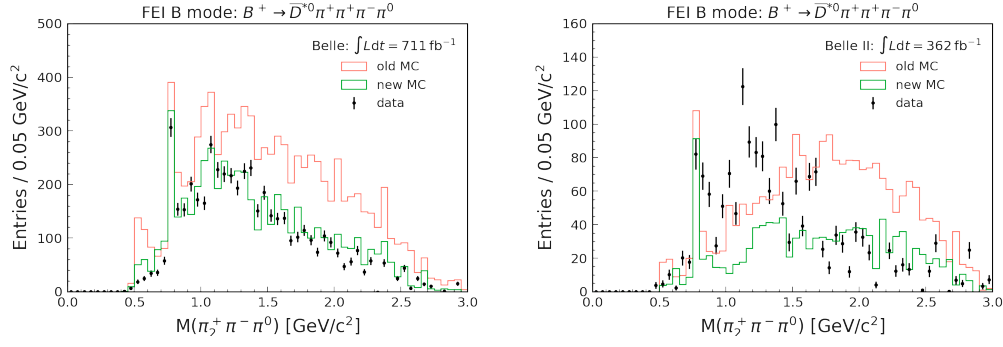 FEI B mode: B⁺ → D̅*⁰π⁺π⁺π⁻π⁰
Entries / 0.05 GeV/c²
500
400
300
200
100
0
Belle: ∫Ldt = 711 fb⁻¹
old MC
new MC
data
0.0 0.5 1.0 1.5 2.0 2.5 3.0
M(π₂⁺π⁻π⁰) [GeV/c²]
FEI B mode: B⁺ → D̅*⁰π⁺π⁺π⁻π⁰
Entries / 0.05 GeV/c²
160
140
120
100
80
60
40
20
0
Belle II: ∫Ldt = 362 fb⁻¹
old MC
new MC
data
0.0 0.5 1.0 1.5 2.0 2.5 3.0
M(π₂⁺π⁻π⁰) [GeV/c²]